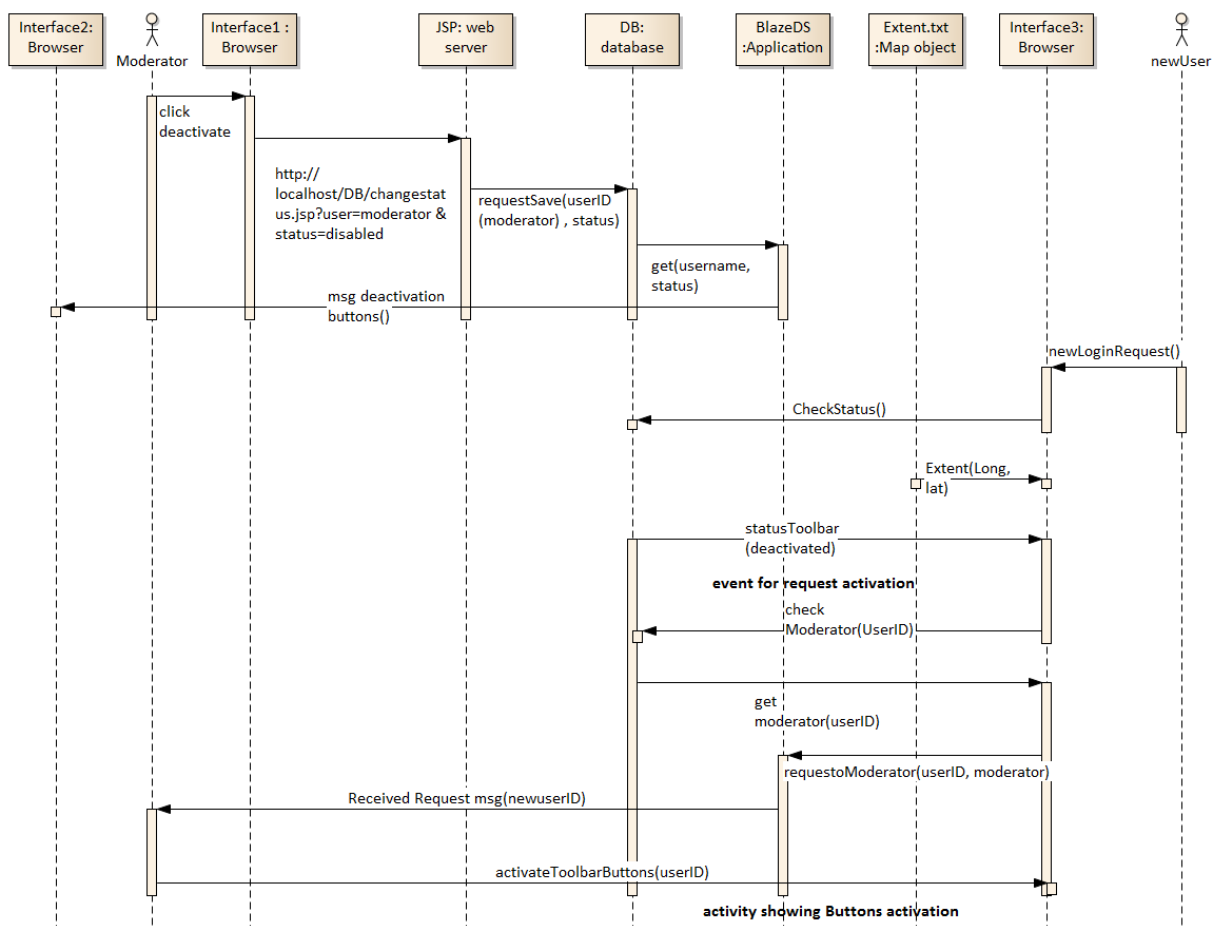 Interface2:
Browser
Moderator
Interface1 :
Browser
JSP: web
server
DB:
database
BlazeDS
:Application
Extent.txt
:Map object
Interface3:
Browser
newUser
click
deactivate
http://
localhost/DB/changestat
us.jsp?user=moderator &
status=disabled
requestSave(userID
(moderator) , status)
get(username,
status)
msg deactivation
buttons()
newLoginRequest()
CheckStatus()
Extent(Long,
lat)
statusToolbar
(deactivated)
event for request activation
check
Moderator(UserID)
get
moderator(userID)
requestoModerator(userID, moderator)
Received Request msg(newuserID)
activateToolbarButtons(userID)
activity showing Buttons activation